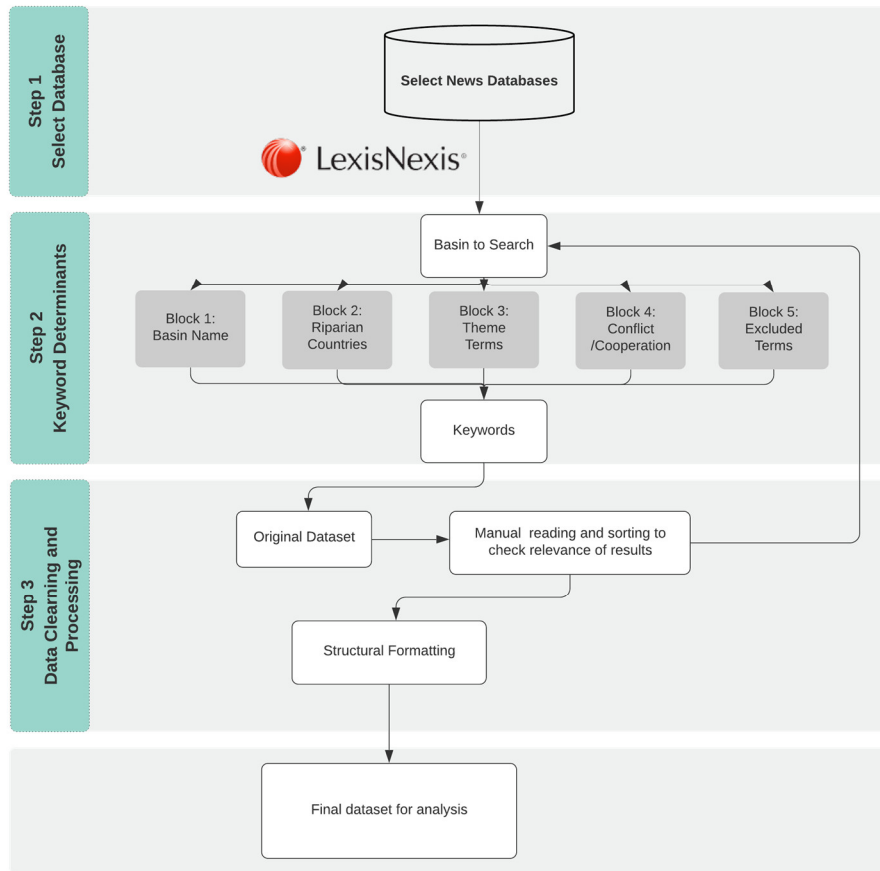 Step 1
Select Database
Select News Databases
LexisNexis®
Step 2
Keyword Determinants
Basin to Search
Block 1:
Basin Name
Block 2:
Riparian
Countries
Block 3:
Theme
Terms
Block 4:
Conflict
/Cooperation
Block 5:
Excluded
Terms
Keywords
Step 3
Data Clearning and
Processing
Original Dataset
Manual reading and sorting to
check relevance of results
Structural Formatting
Final dataset for analysis